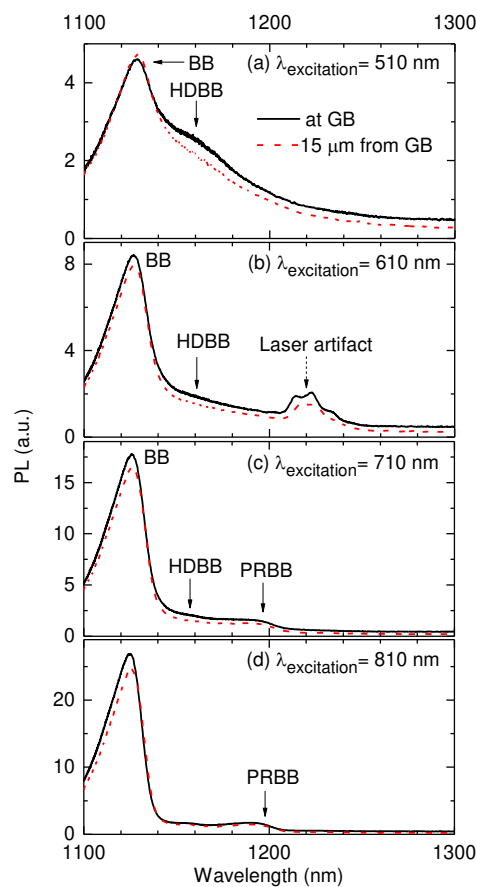 1100 1200 1300
(a) λexcitation= 510 nm
BB
HDBB
at GB
15 μm from GB
4
2
0
(b) λexcitation= 610 nm
BB
HDBB
Laser artifact
8
4
0
(c) λexcitation= 710 nm
BB
HDBB
PRBB
15
10
5
0
(d) λexcitation= 810 nm
PRBB
20
10
0
1100 1200 1300
Wavelength (nm)
PL (a.u.)